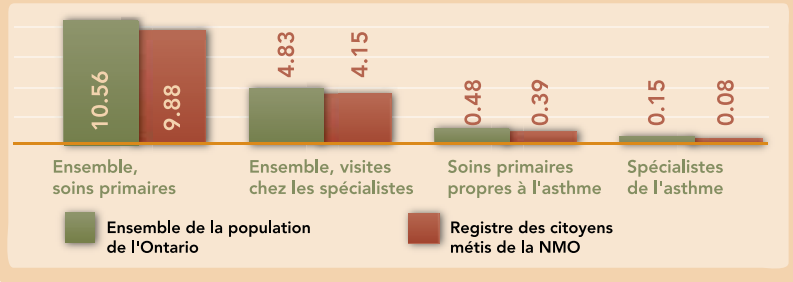 10.56
9.88
4.83
4.15
0.48
0.39
0.15
0.08
Ensemble,
soins primaires
Ensemble, visites
chez les spécialistes
Soins primaires
propres à l'asthme
Spécialistes
de l'asthme
Ensemble de la population
de l'Ontario
Registre des citoyens
métis de la NMO